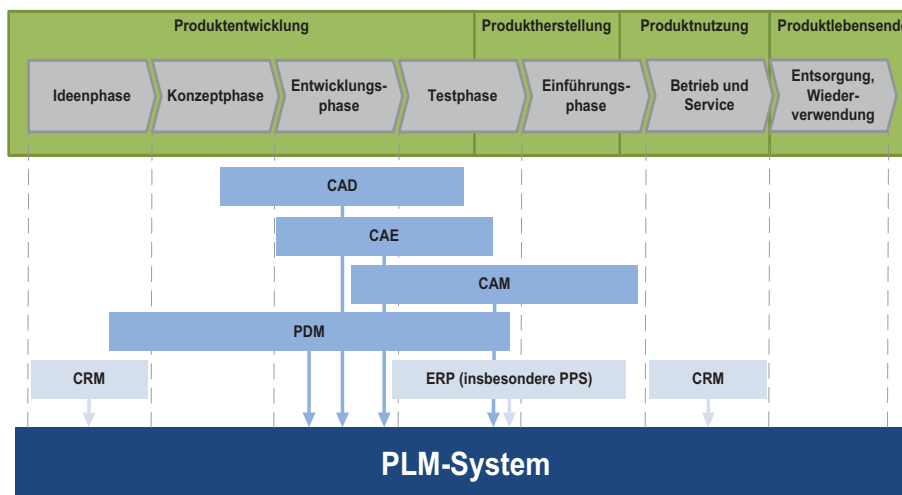 Produktentwicklung Produktherstellung Produktnutzung Produktlebensende
Ideenphase
Konzeptphase
Entwicklungs-
phase
Testphase
Einführungs-
phase
Betrieb und
Service
Entsorgung,
Wieder-
verwendung
CAD
CAE
CAM
PDM
CRM
ERP (insbesondere PPS)
CRM
PLM-System